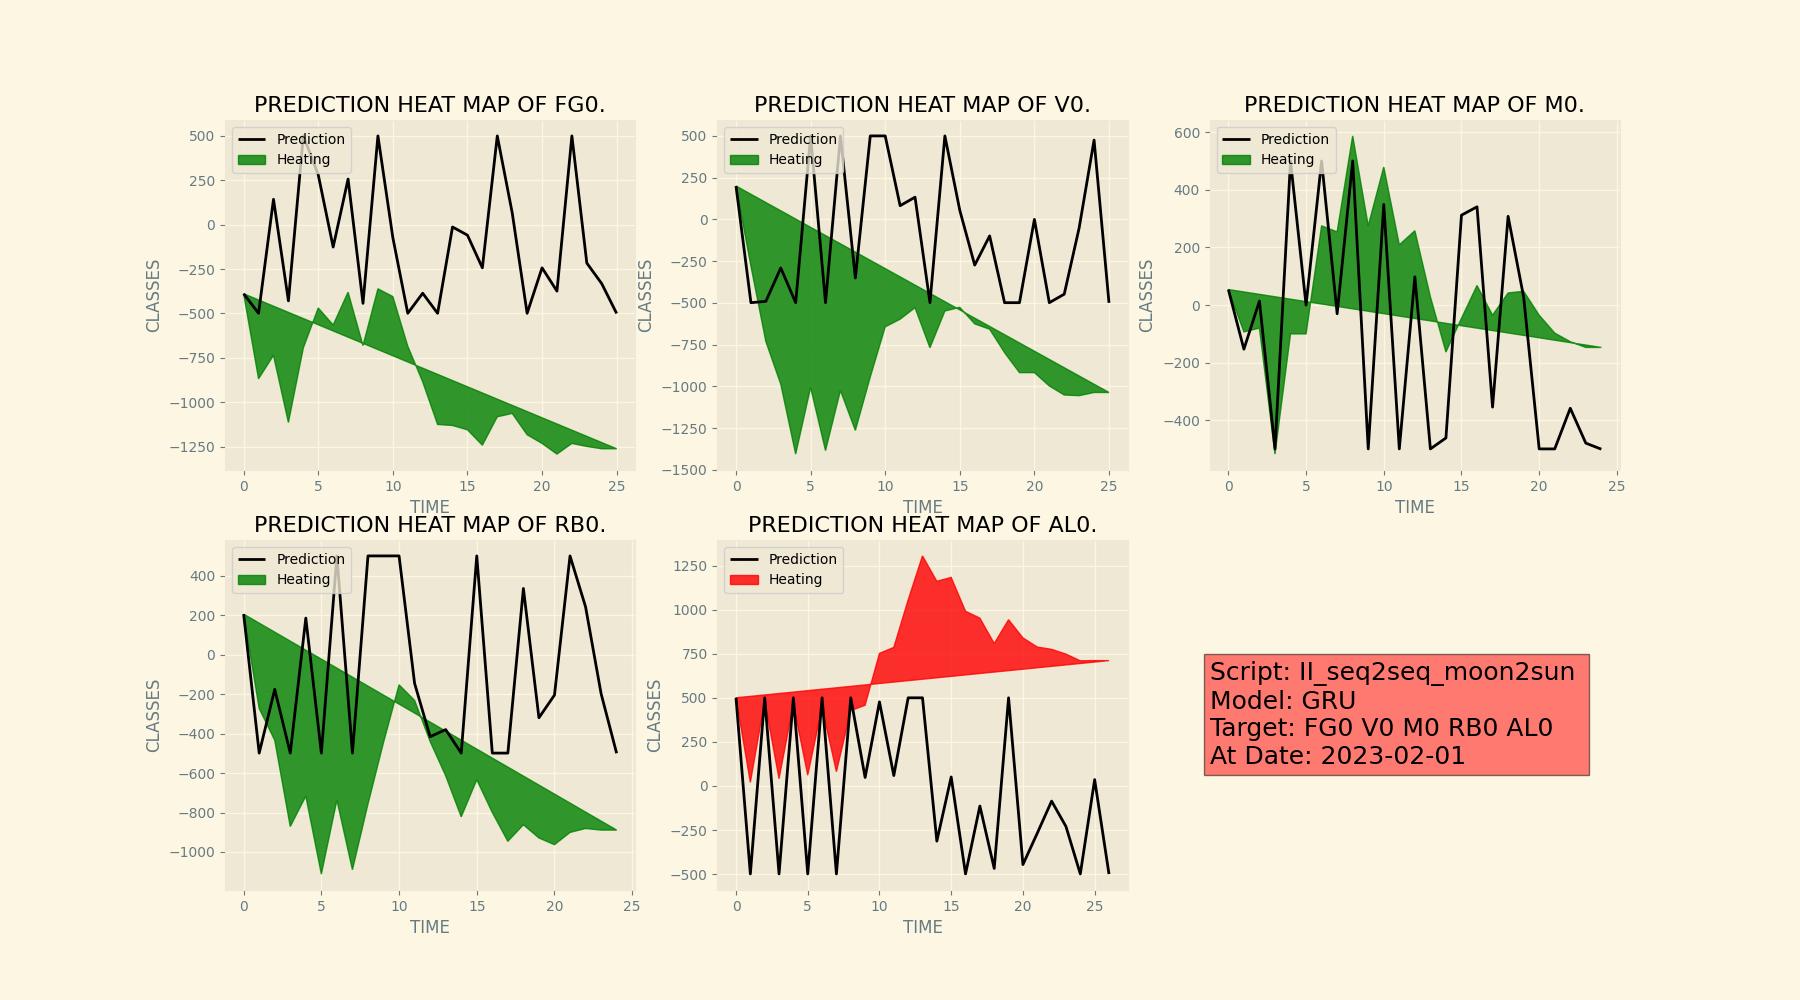 PREDICTION HEAT MAP OF FG0.
Prediction
Heating
500
250
0
−250
−500
−750
−1000
−1250
CLASSES
0 5 10 15 20 25
TIME
PREDICTION HEAT MAP OF V0.
Prediction
Heating
500
250
0
−250
−500
−750
−1000
−1250
−1500
CLASSES
0 5 10 15 20 25
TIME
PREDICTION HEAT MAP OF M0.
Prediction
Heating
600
400
200
0
−200
−400
CLASSES
0 5 10 15 20 25
TIME
PREDICTION HEAT MAP OF RB0.
Prediction
Heating
400
200
0
−200
−400
−600
−800
−1000
CLASSES
0 5 10 15 20 25
TIME
PREDICTION HEAT MAP OF AL0.
Prediction
Heating
1250
1000
750
500
250
0
−250
−500
CLASSES
0 5 10 15 20 25
TIME
Script: II_seq2seq_moon2sun
Model: GRU
Target: FG0 V0 M0 RB0 AL0
At Date: 2023-02-01